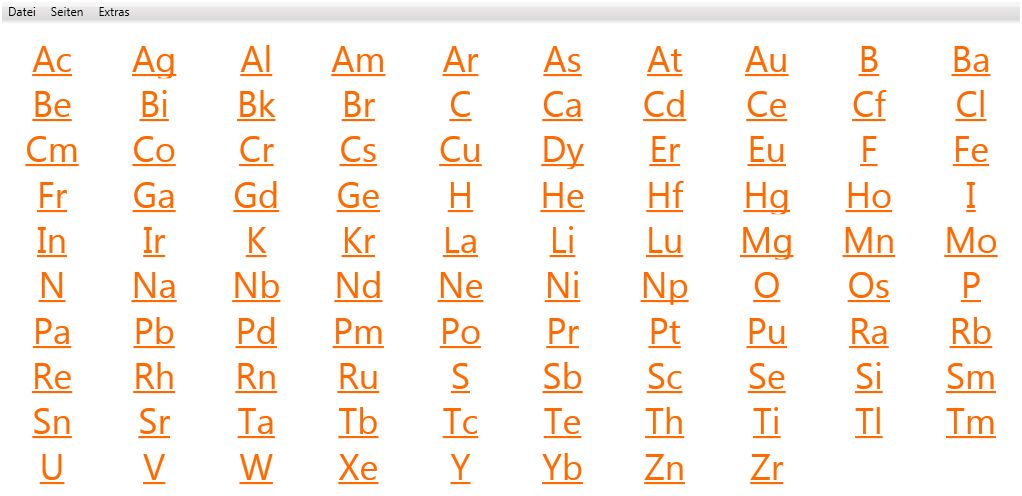 Datei Seiten Extras
Ac Ag Al Am Ar As At Au B Ba
Be Bi Bk Br C Ca Cd Ce Cf Cl
Cm Co Cr Cs Cu Dy Er Eu F Fe
Fr Ga Gd Ge H He Hf Hg Ho I
In Ir K Kr La Li Lu Mg Mn Mo
N Na Nb Nd Ne Ni Np O Os P
Pa Pb Pd Pm Po Pr Pt Pu Ra Rb
Re Rh Rn Ru S Sb Sc Se Si Sm
Sn Sr Ta Tb Tc Te Th Ti Tl Tm
U V W Xe Y Yb Zn Zr